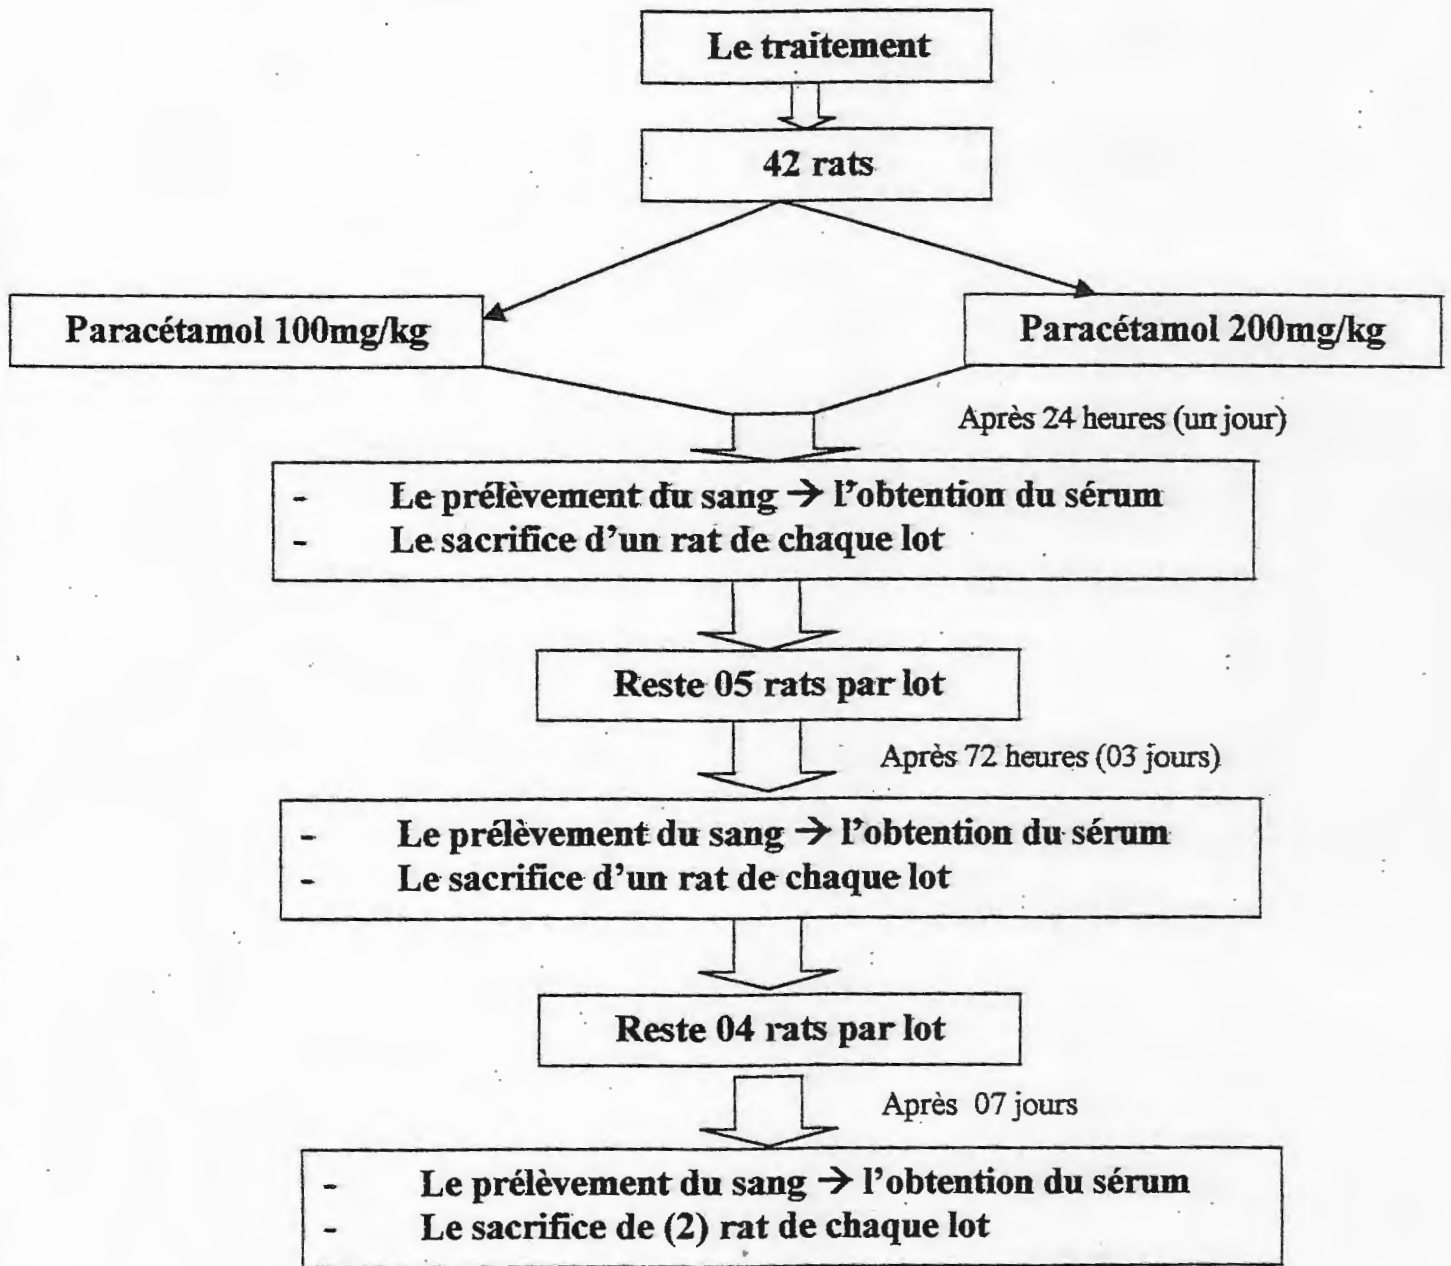 Le traitement
42 rats
Paracétamol 100mg/kg
Paracétamol 200mg/kg
Après 24 heures (un jour)
- Le prélèvement du sang → l'obtention du sérum
- Le sacrifice d'un rat de chaque lot
Reste 05 rats par lot
Après 72 heures (03 jours)
- Le prélèvement du sang → l'obtention du sérum
- Le sacrifice d'un rat de chaque lot
Reste 04 rats par lot
Après 07 jours
- Le prélèvement du sang → l'obtention du sérum
- Le sacrifice de (2) rat de chaque lot